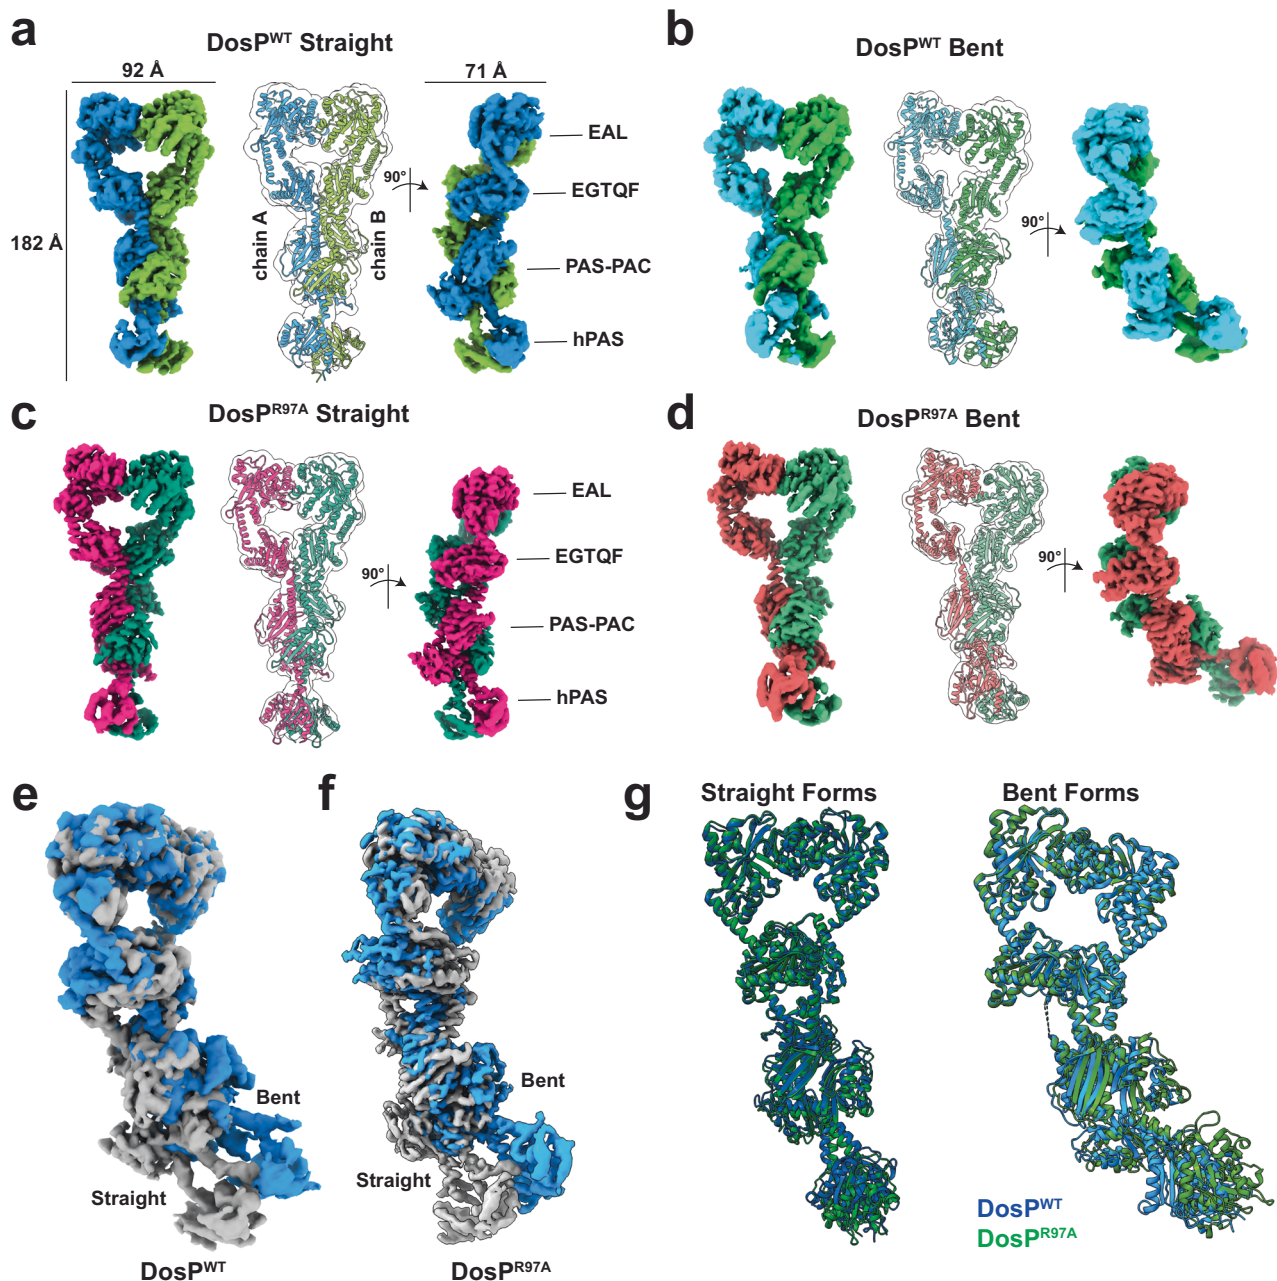 a
DosPWT Straight
92 Å
71 Å
182 Å
chain A
chain B
90°
EAL
EGTQF
PAS-PAC
hPAS
b
DosPWT Bent
90°
c
DosPR97A Straight
90°
EAL
EGTQF
PAS-PAC
hPAS
d
DosPR97A Bent
90°
e
Bent
Straight
DosPWT
f
Bent
Straight
DosPR97A
g
Straight Forms
Bent Forms
DosPWT
DosPR97A